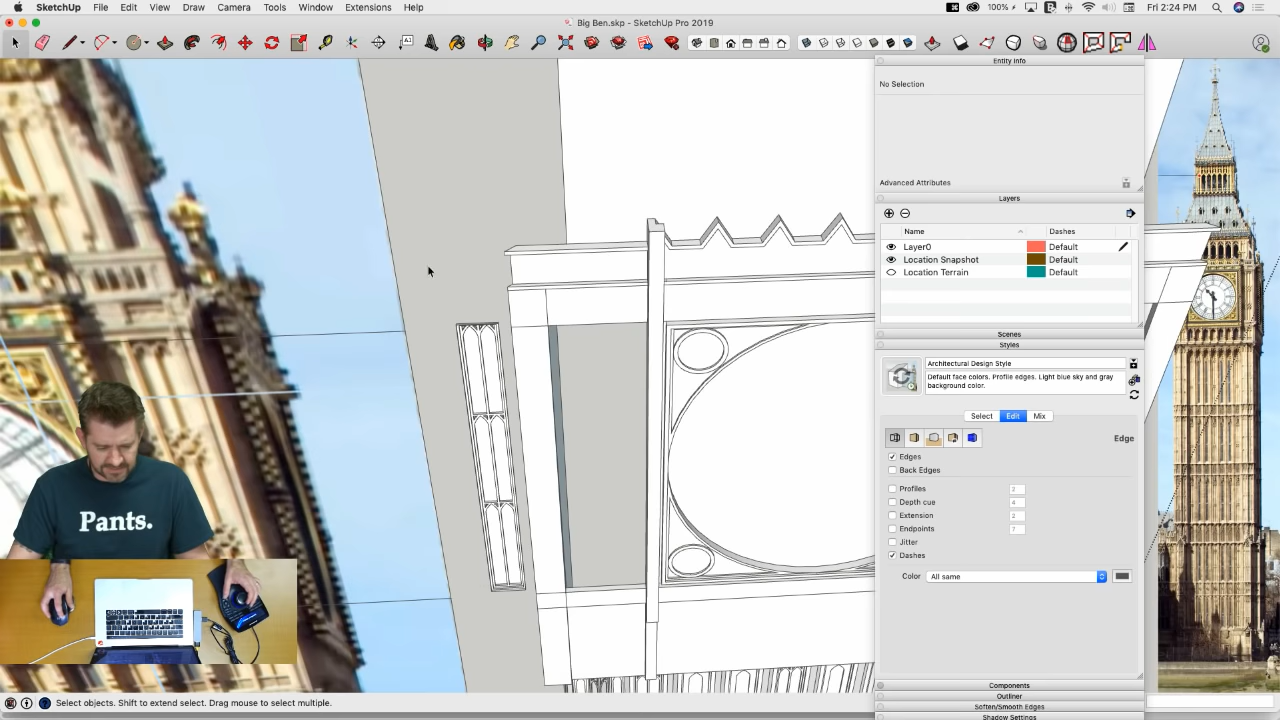 SketchUp File Edit View Draw Camera Tools Window Extensions Help 100% Fri 2:24 PM
Big Ben.skp - SketchUp Pro 2019
Entity Info
No Selection
Advanced Attributes
Layers
Name Dashes
Layer0 Default
Location Snapshot Default
Location Terrain Default
Scenes
Styles
Architectural Design Style
Default face colors. Profile edges. Light blue sky and gray
background color.
Select Edit Mix
Edge
Edges
Back Edges
Profiles 2
Depth cue 4
Extension 2
Endpoints 7
Jitter
Dashes
Color All same
Components
Outliner
Soften/Smooth Edges
Shadow Settings
Pants.
Select objects. Shift to extend select. Drag mouse to select multiple.